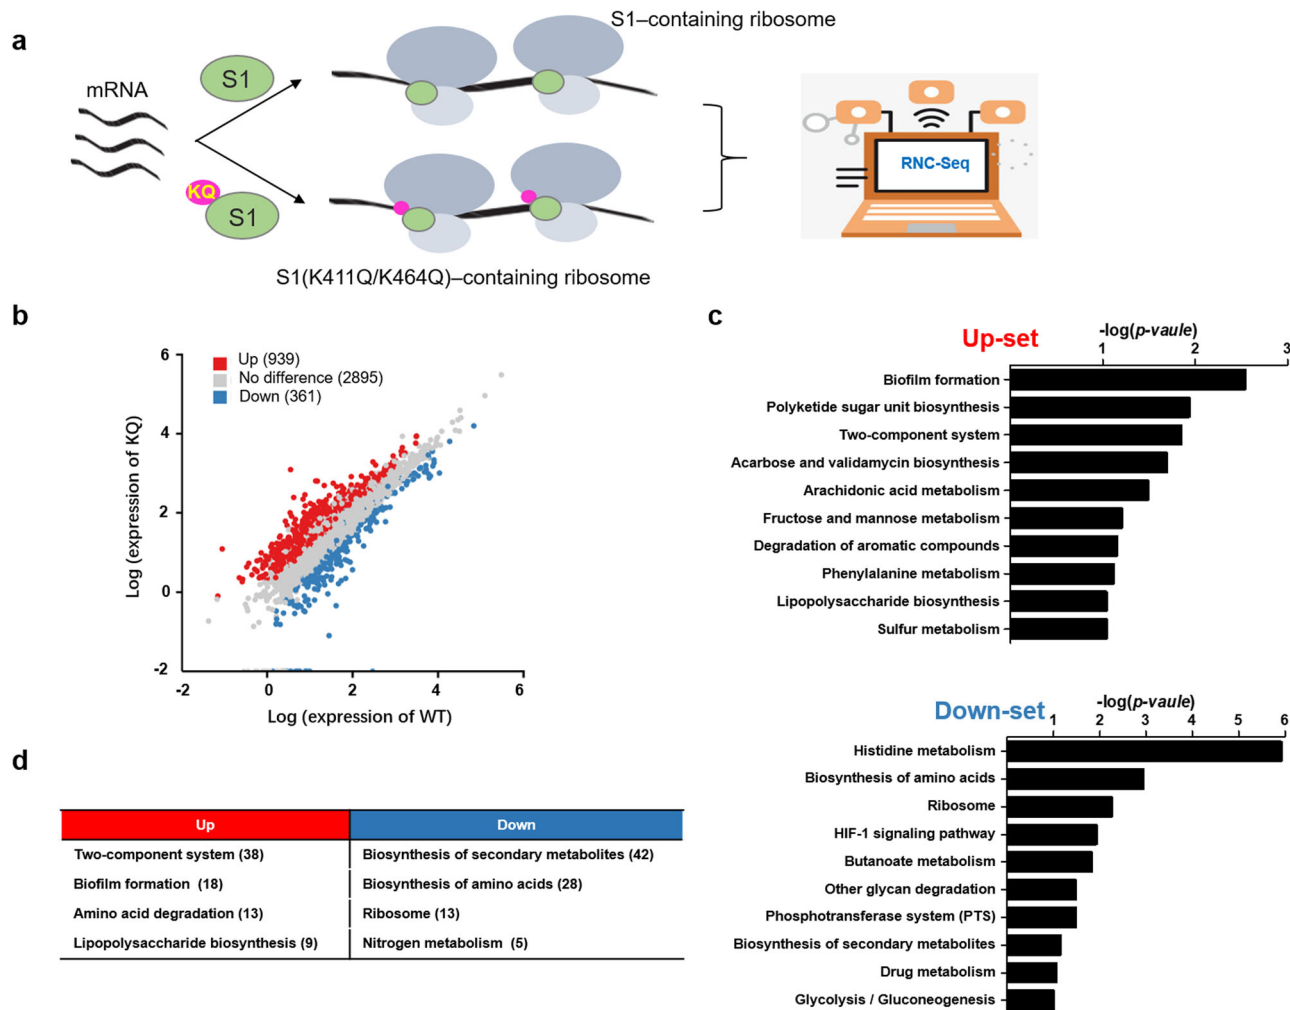 a
S1–containing ribosome
mRNA
S1
KQ
S1
RNC-Seq
S1(K411Q/K464Q)–containing ribosome
b
Up (939)
No difference (2895)
Down (361)
6
4
2
0
-2
Log (expression of KQ)
-2
0
2
4
6
Log (expression of WT)
c
Up-set
-log(p-vaule)
1
2
3
Biofilm formation
Polyketide sugar unit biosynthesis
Two-component system
Acarbose and validamycin biosynthesis
Arachidonic acid metabolism
Fructose and mannose metabolism
Degradation of aromatic compounds
Phenylalanine metabolism
Lipopolysaccharide biosynthesis
Sulfur metabolism
Down-set
-log(p-vaule)
1
2
3
4
5
6
Histidine metabolism
Biosynthesis of amino acids
Ribosome
HIF-1 signaling pathway
Butanoate metabolism
Other glycan degradation
Phosphotransferase system (PTS)
Biosynthesis of secondary metabolites
Drug metabolism
Glycolysis / Gluconeogenesis
d
Up Down
Two-component system (38) Biosynthesis of secondary metabolites (42)
Biofilm formation (18) Biosynthesis of amino acids (28)
Amino acid degradation (13) Ribosome (13)
Lipopolysaccharide biosynthesis (9) Nitrogen metabolism (5)